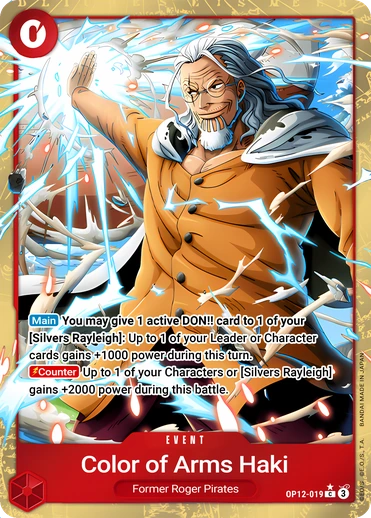 0
Main You may give 1 active DON!! card to 1 of your
[Silvers Rayleigh]: Up to 1 of your Leader or Character
cards gains +1000 power during this turn.
Counter Up to 1 of your Characters or [Silvers Rayleigh]
gains +2000 power during this battle.
EVENT
Color of Arms Haki
Former Roger Pirates
OP12-019 C 3
BANDAI MADE IN JAPAN